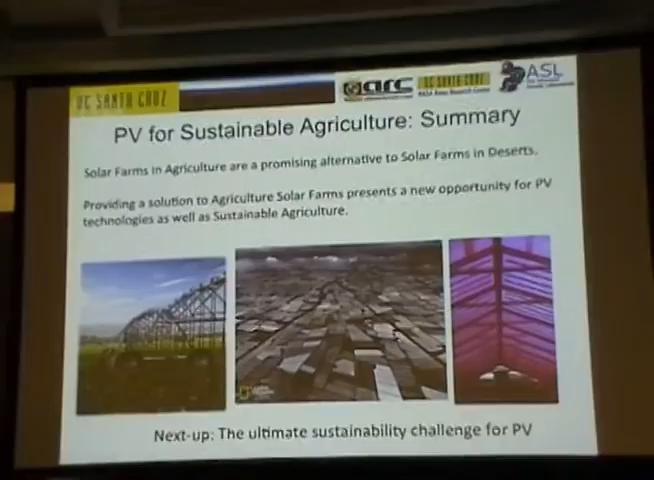 UC SANTA CRUZ
arc
UC SANTA CRUZ
ASL
PV for Sustainable Agriculture: Summary
Solar Farms in Agriculture are a promising alternative to Solar Farms in Deserts.
Providing a solution to Agriculture Solar Farms presents a new opportunity for PV
technologies as well as Sustainable Agriculture.
Next-up: The ultimate sustainability challenge for PV